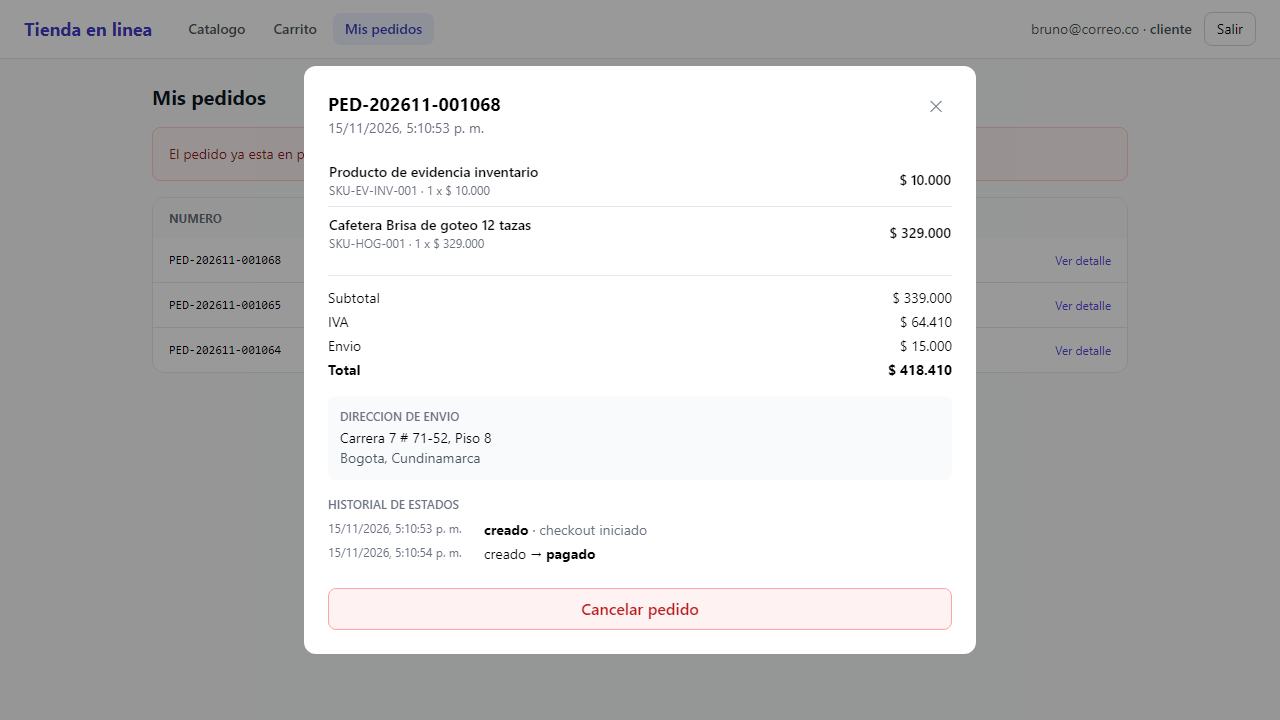 Tienda en linea Catalogo Carrito Mis pedidos bruno@correo.co · cliente Salir
Mis pedidos
El pedido ya esta en p
NUMERO
PED-202611-001068 Ver detalle
PED-202611-001065 Ver detalle
PED-202611-001064 Ver detalle
PED-202611-001068
15/11/2026, 5:10:53 p. m.
Producto de evidencia inventario $ 10.000
SKU-EV-INV-001 · 1 x $ 10.000
Cafetera Brisa de goteo 12 tazas $ 329.000
SKU-HOG-001 · 1 x $ 329.000
Subtotal $ 339.000
IVA $ 64.410
Envio $ 15.000
Total $ 418.410
DIRECCION DE ENVIO
Carrera 7 # 71-52, Piso 8
Bogota, Cundinamarca
HISTORIAL DE ESTADOS
15/11/2026, 5:10:53 p. m. creado · checkout iniciado
15/11/2026, 5:10:54 p. m. creado → pagado
Cancelar pedido